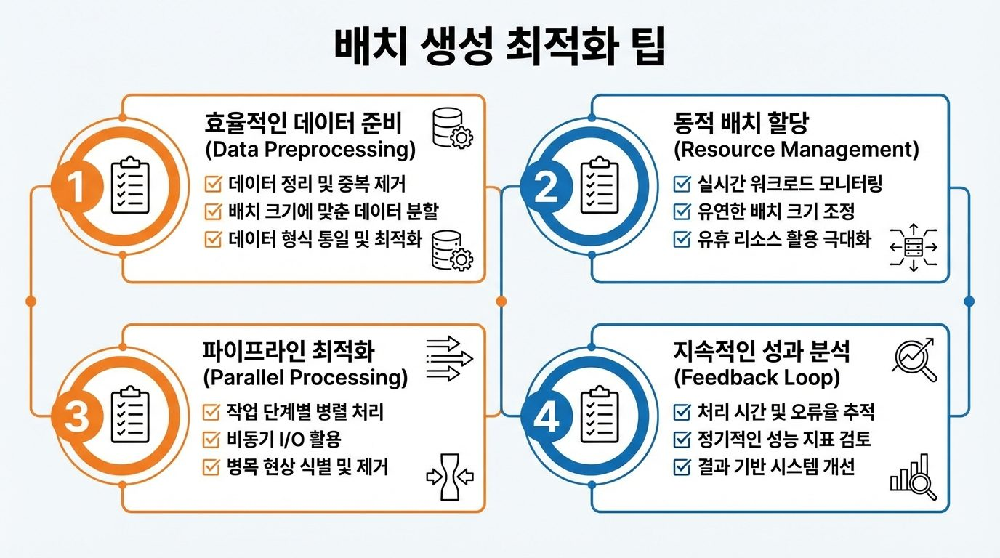 배치 생성 최적화 팁
1
효율적인 데이터 준비
(Data Preprocessing)
데이터 정리 및 중복 제거
배치 크기에 맞춘 데이터 분할
데이터 형식 통일 및 최적화
2
동적 배치 할당
(Resource Management)
실시간 워크로드 모니터링
유연한 배치 크기 조정
유휴 리소스 활용 극대화
3
파이프라인 최적화
(Parallel Processing)
작업 단계별 병렬 처리
비동기 I/O 활용
병목 현상 식별 및 제거
4
지속적인 성과 분석
(Feedback Loop)
처리 시간 및 오류율 추적
정기적인 성능 지표 검토
결과 기반 시스템 개선